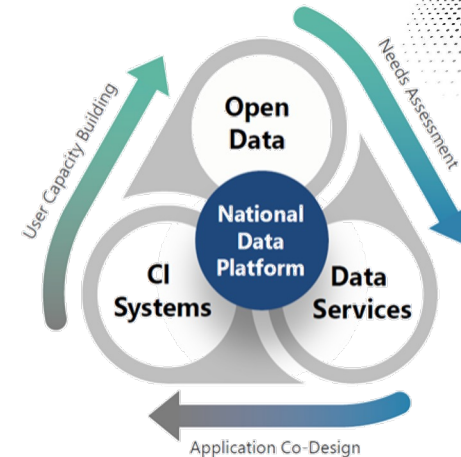 Needs Assessment
User Capacity Building
Open
Data
National
Data
Platform
CI
Systems
Data
Services
Application Co-Design